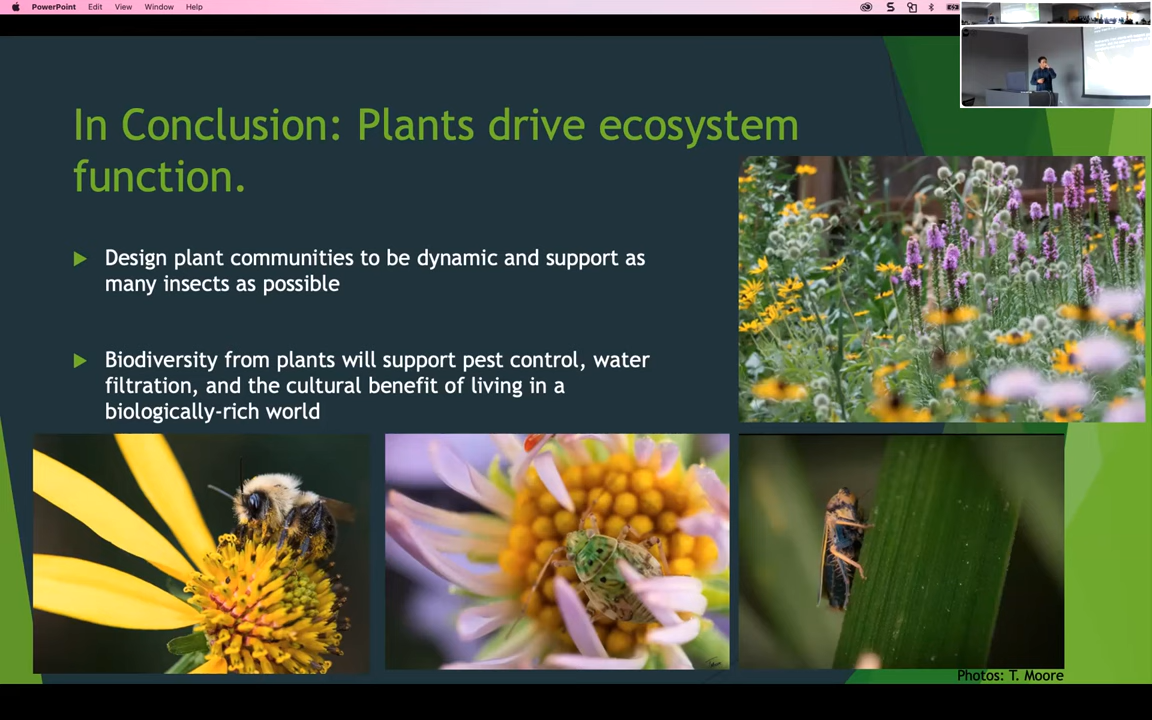 PowerPoint Edit View Window Help
In Conclusion: Plants drive ecosystem
function.
Design plant communities to be dynamic and support as
many insects as possible
Biodiversity from plants will support pest control, water
filtration, and the cultural benefit of living in a
biologically-rich world
Photos: T. Moore